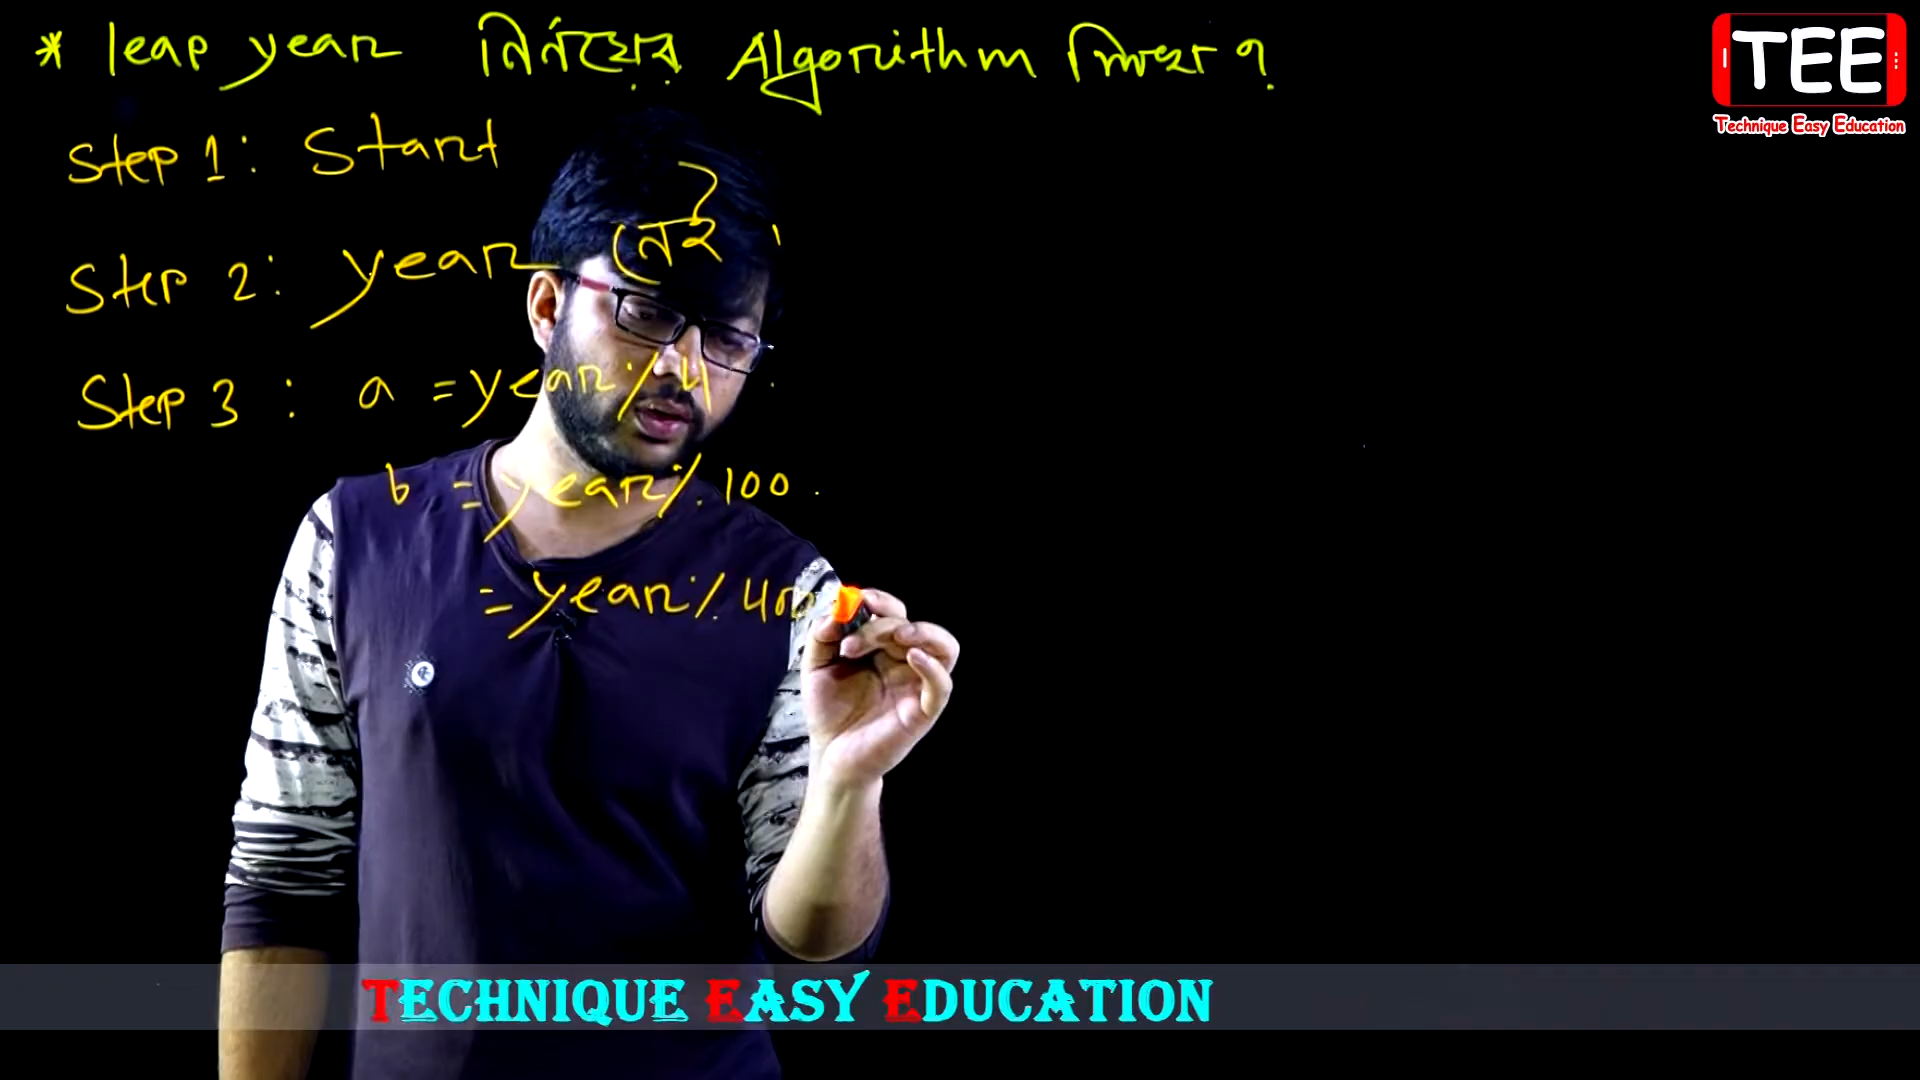 * leap year নির্ণয়ের Algorithm লিখ ?
Step 1: Start
Step 2: year নেই
Step 3: a = year % 4
b = year % 100
= year % 400
TEE
Technique Easy Education
TECHNIQUE EASY EDUCATION